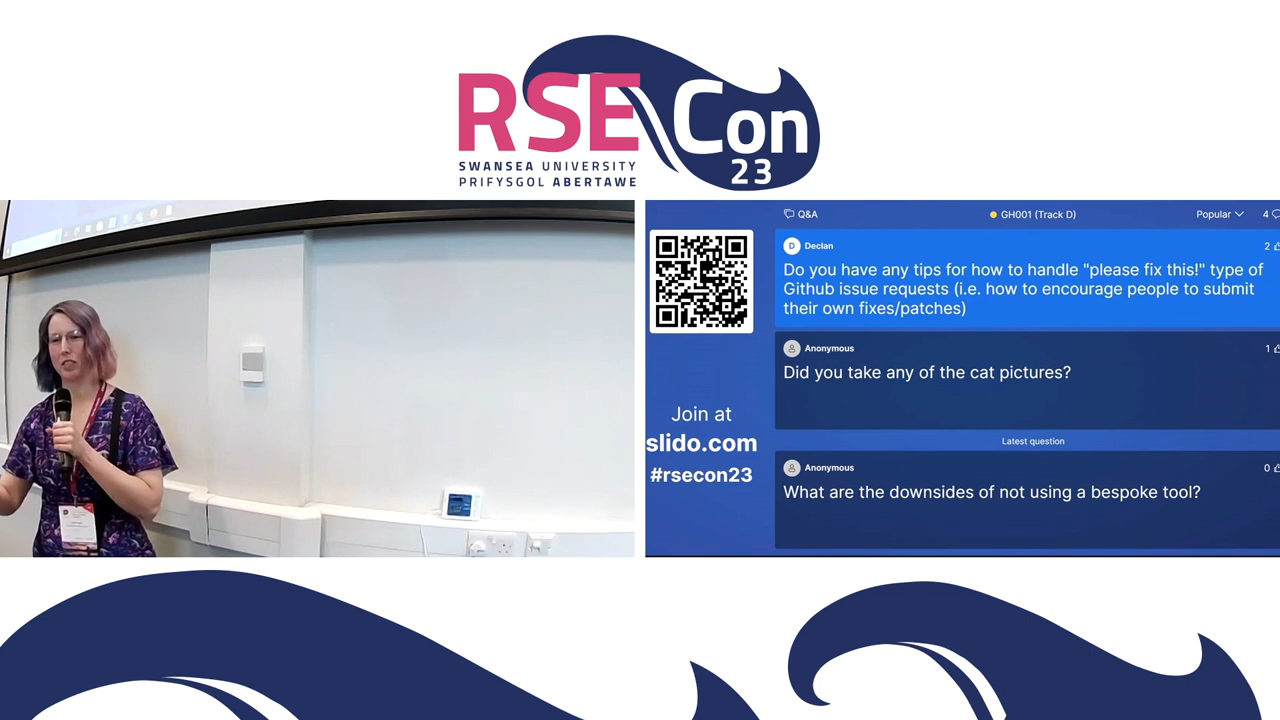 RSE Con
23
SWANSEA UNIVERSITY
PRIFYSGOL ABERTAWE
Q&A
GH001 (Track D)
Popular
4
D
Declan
2
Do you have any tips for how to handle "please fix this!" type of
Github issue requests (i.e. how to encourage people to submit
their own fixes/patches)
Anonymous
1
Did you take any of the cat pictures?
Join at
slido.com
#rsecon23
Latest question
Anonymous
0
What are the downsides of not using a bespoke tool?